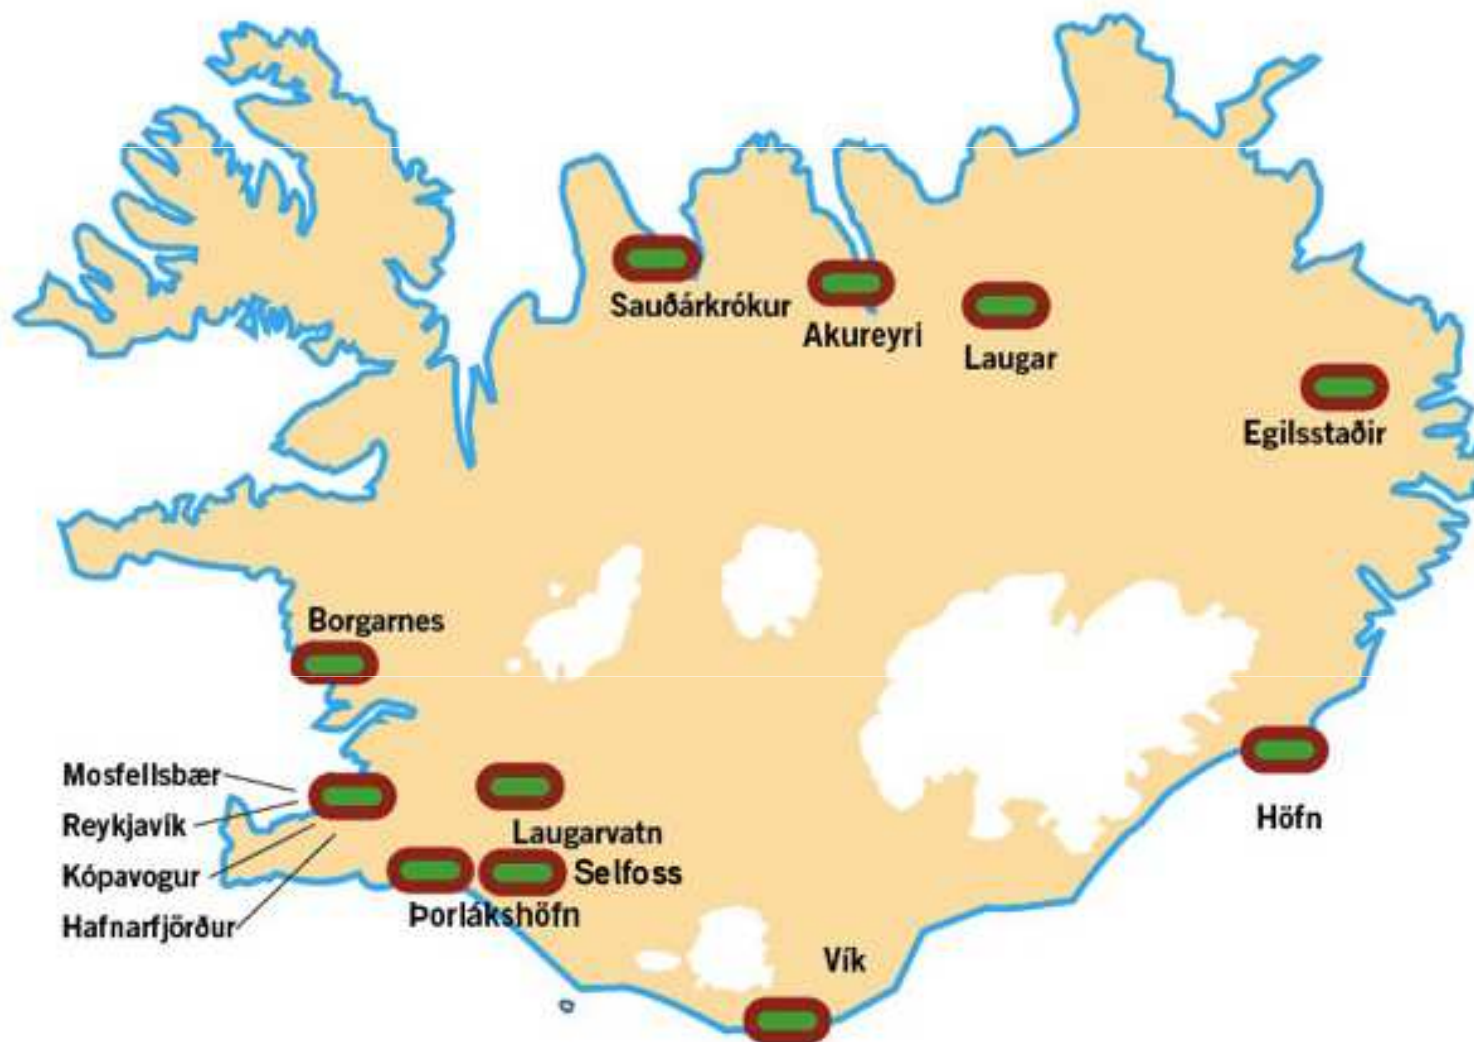 Sauðárkrókur
Akureyri
Laugar
Egilsstaðir
Borgarnes
Mosfellsbær
Reykjavík
Kópavogur
Hafnarfjörður
Laugarvatn
Selfoss
Þorlákshöfn
Höfn
Vík